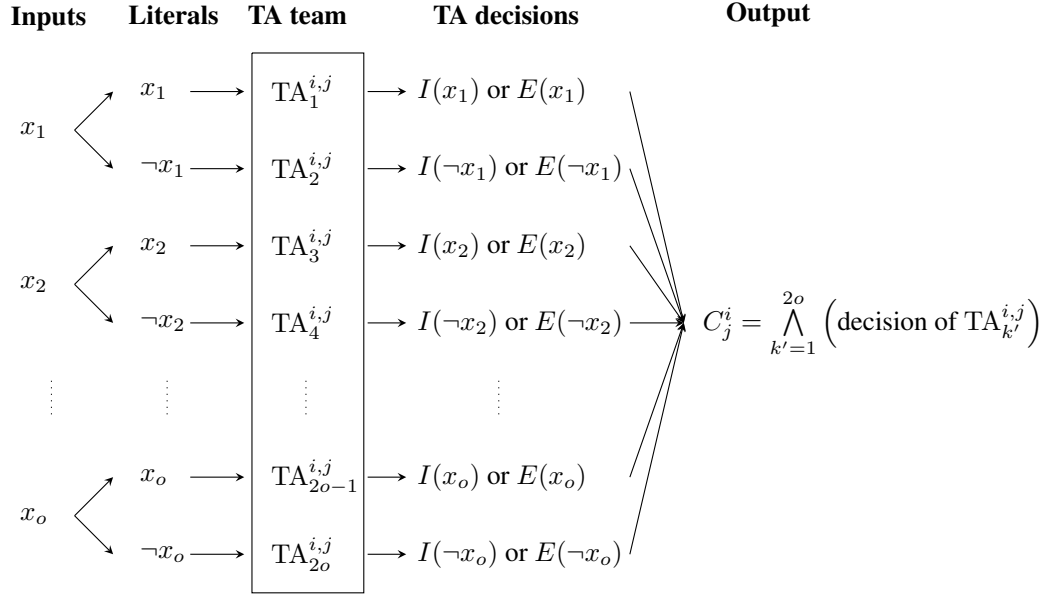 Inputs Literals TA team TA decisions Output
x_1
x_1 TA_1^{i,j} I(x_1) or E(x_1)
¬x_1 TA_2^{i,j} I(¬x_1) or E(¬x_1)
x_2
x_2 TA_3^{i,j} I(x_2) or E(x_2)
¬x_2 TA_4^{i,j} I(¬x_2) or E(¬x_2)
C_j^i = ⋀_{k'=1}^{2o} (decision of TA_{k'}^{i,j})
x_o
x_o TA_{2o−1}^{i,j} I(x_o) or E(x_o)
¬x_o TA_{2o}^{i,j} I(¬x_o) or E(¬x_o)